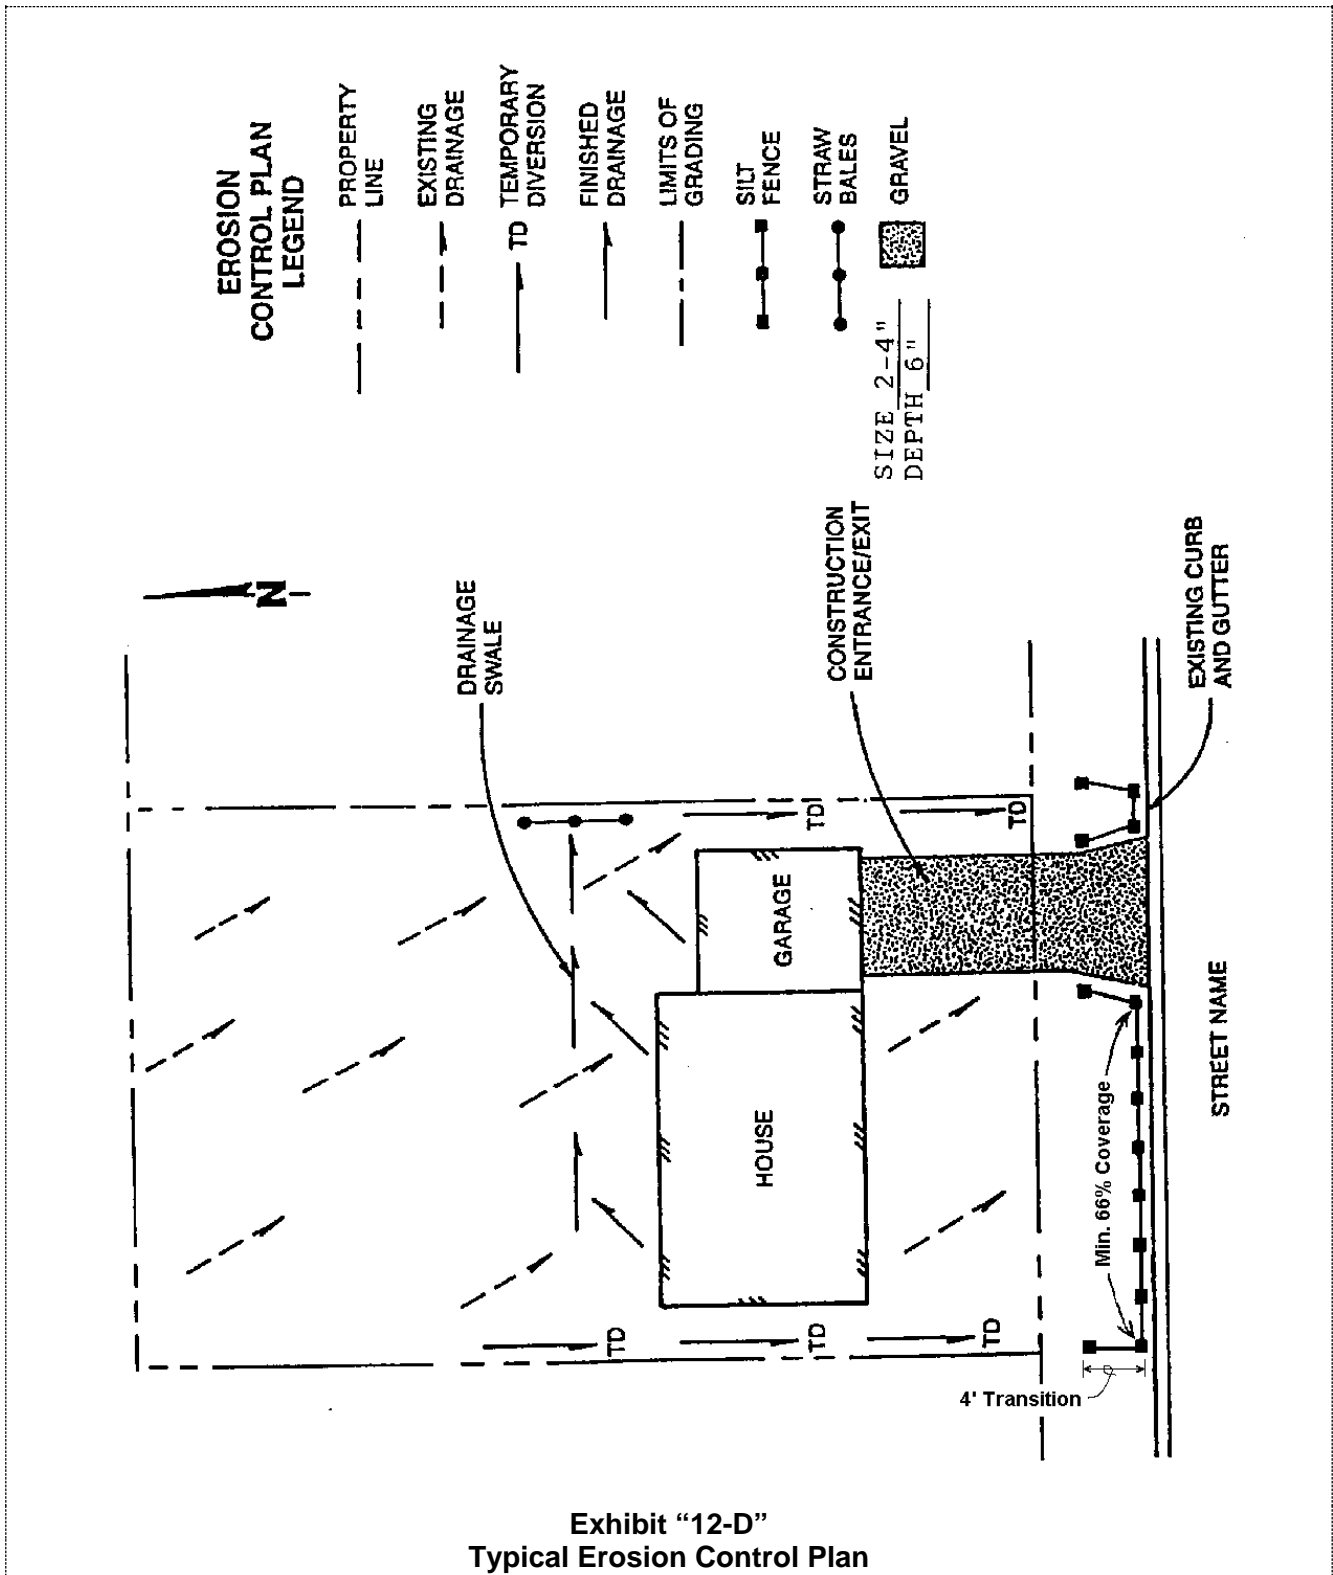 EROSION
CONTROL PLAN
LEGEND
PROPERTY
LINE
EXISTING
DRAINAGE
TD
TEMPORARY
DIVERSION
FINISHED
DRAINAGE
LIMITS OF
GRADING
SILT
FENCE
STRAW
BALES
GRAVEL
SIZE 2-4"
DEPTH 6"
N
DRAINAGE
SWALE
CONSTRUCTION
ENTRANCE/EXIT
EXISTING CURB
AND GUTTER
TD
TD
GARAGE
HOUSE
TD
TD
TD
Min. 66% Coverage
4' Transition
STREET NAME
Exhibit “12-D”
Typical Erosion Control Plan